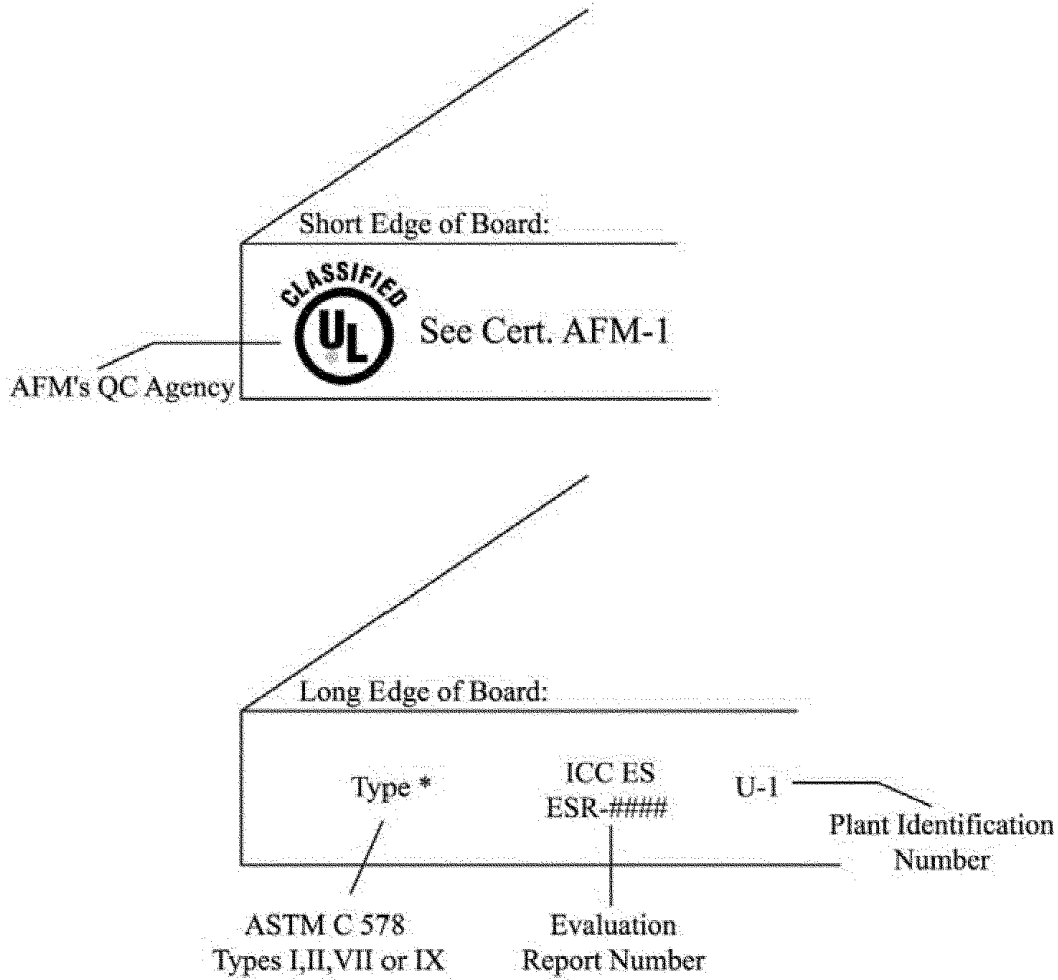 Short Edge of Board:
CLASSIFIED
UL
See Cert. AFM-1
AFM's QC Agency
Long Edge of Board:
Type *
ICC ES
ESR-####
U-1
Plant Identification
Number
ASTM C 578
Types I,II,VII or IX
Evaluation
Report Number